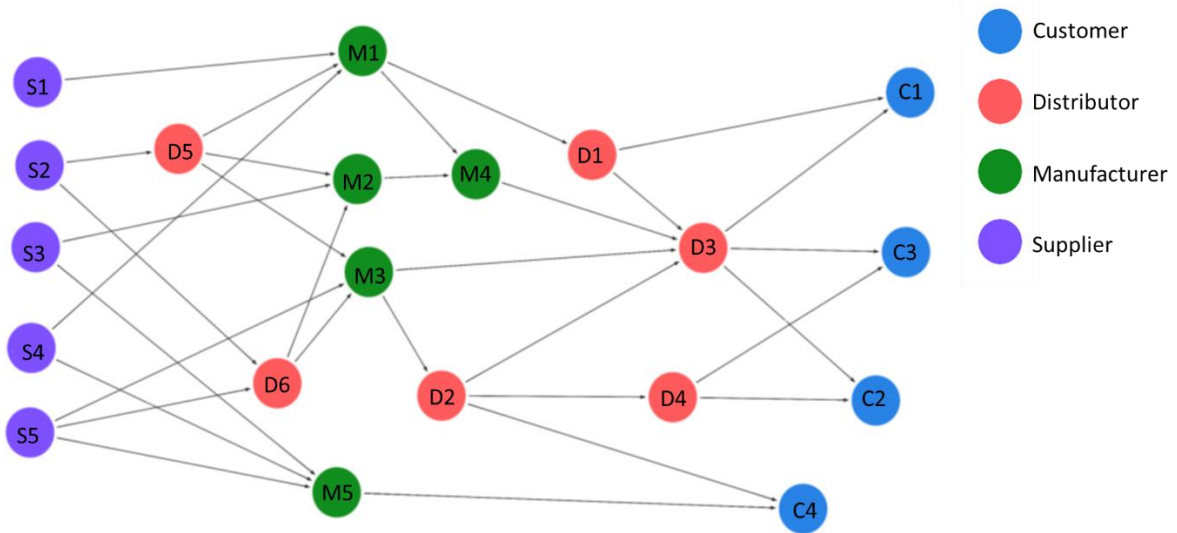 S1
S2
S3
S4
S5
D5
D6
M1
M2
M3
M4
M5
D1
D2
D3
D4
C1
C3
C2
C4
Customer
Distributor
Manufacturer
Supplier